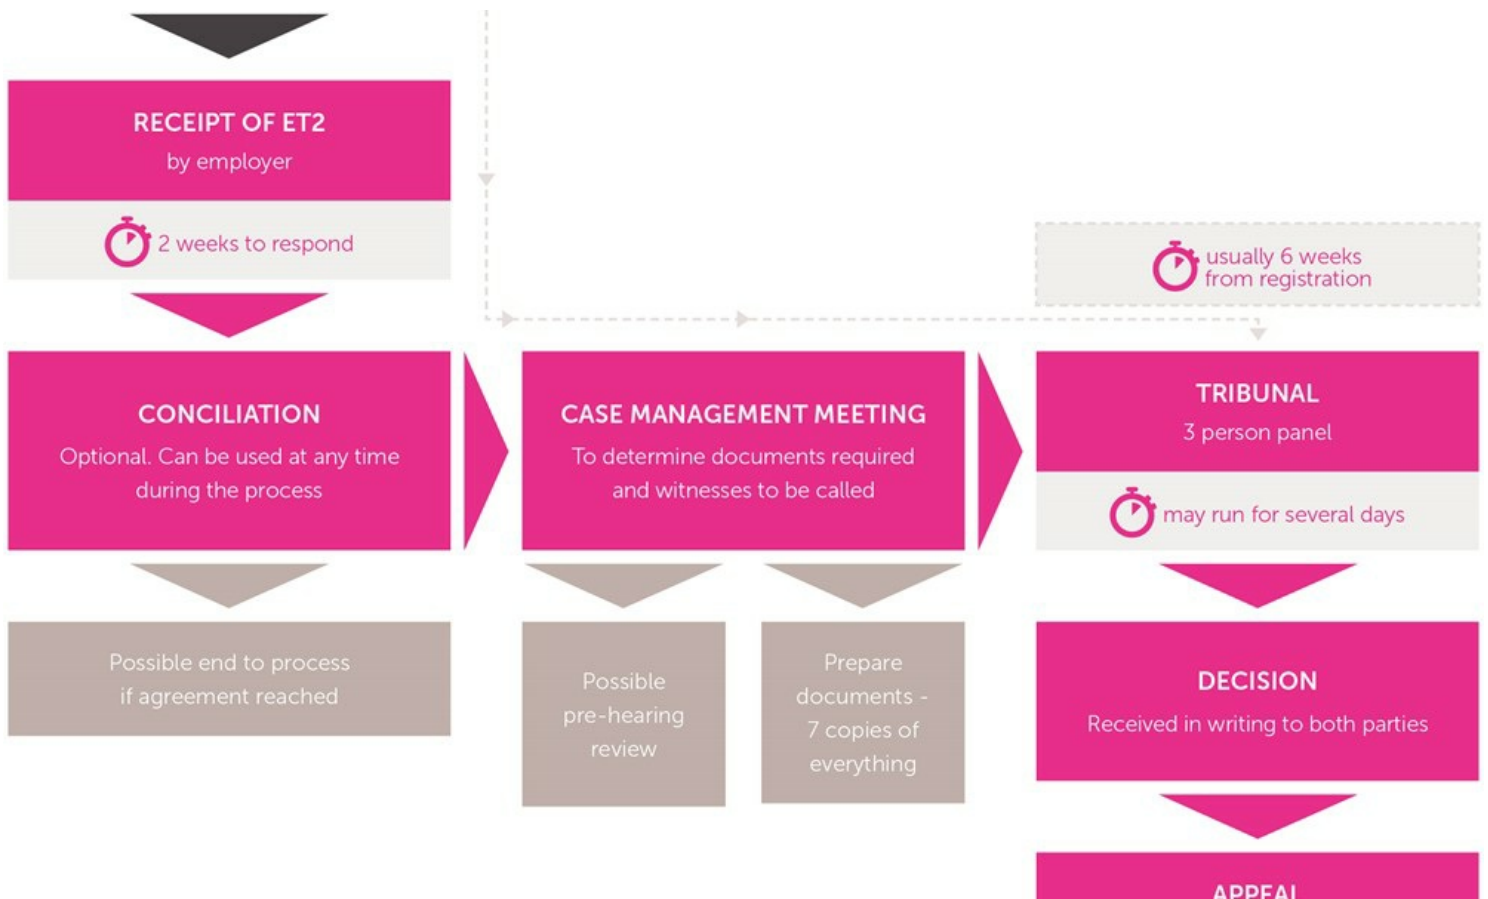 RECEIPT OF ET2
by employer
2 weeks to respond
usually 6 weeks
from registration
CONCILIATION
Optional. Can be used at any time
during the process
CASE MANAGEMENT MEETING
To determine documents required
and witnesses to be called
TRIBUNAL
3 person panel
may run for several days
Possible end to process
if agreement reached
Possible
pre-hearing
review
Prepare
documents -
7 copies of
everything
DECISION
Received in writing to both parties
APPEAL